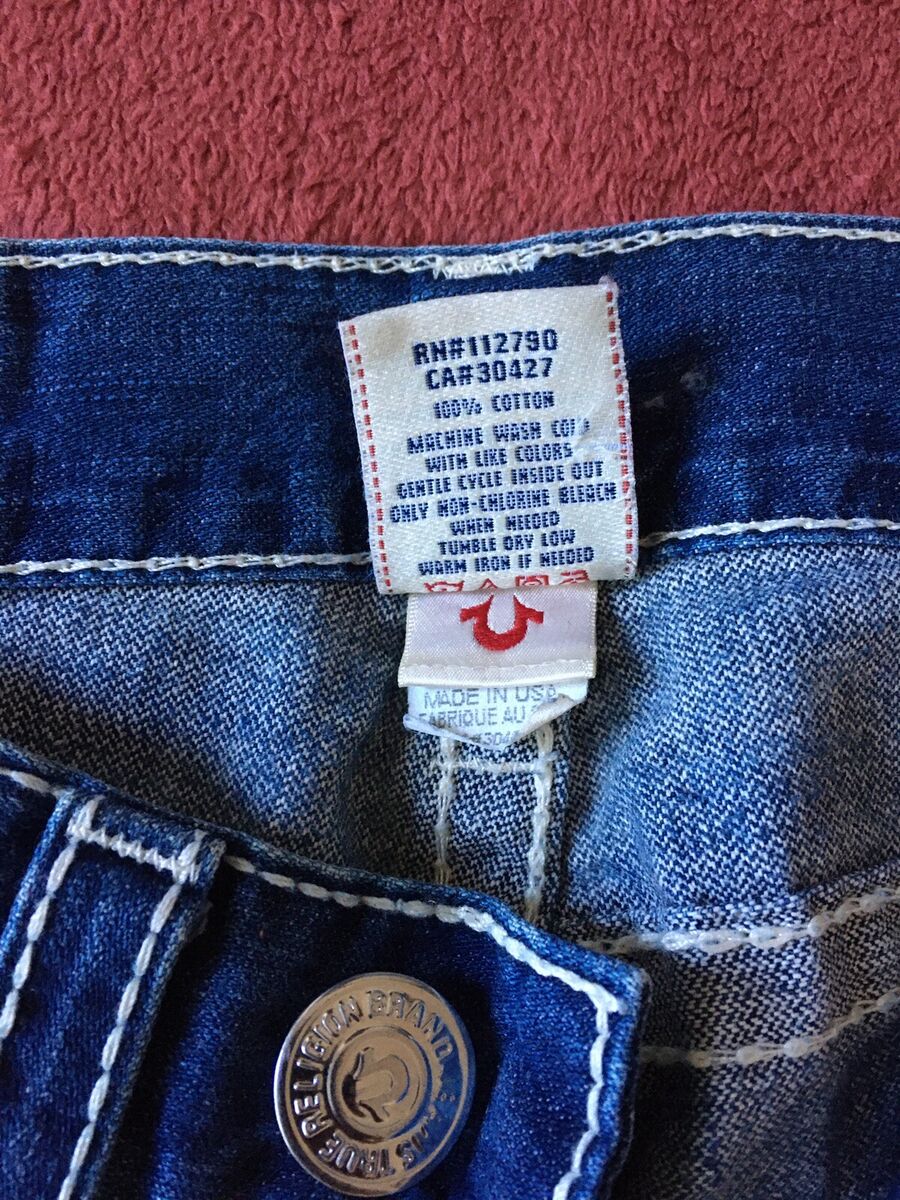 RN#112790
CA#30427
100% COTTON
MACHINE WASH COLD
WITH LIKE COLORS
GENTLE CYCLE INSIDE OUT
ONLY NON-CHLORINE BLEACH
WHEN NEEDED
TUMBLE DRY LOW
WARM IRON IF NEEDED
MADE IN USA
FABRIQUE AU
TRUE RELIGION BRAND JEANS